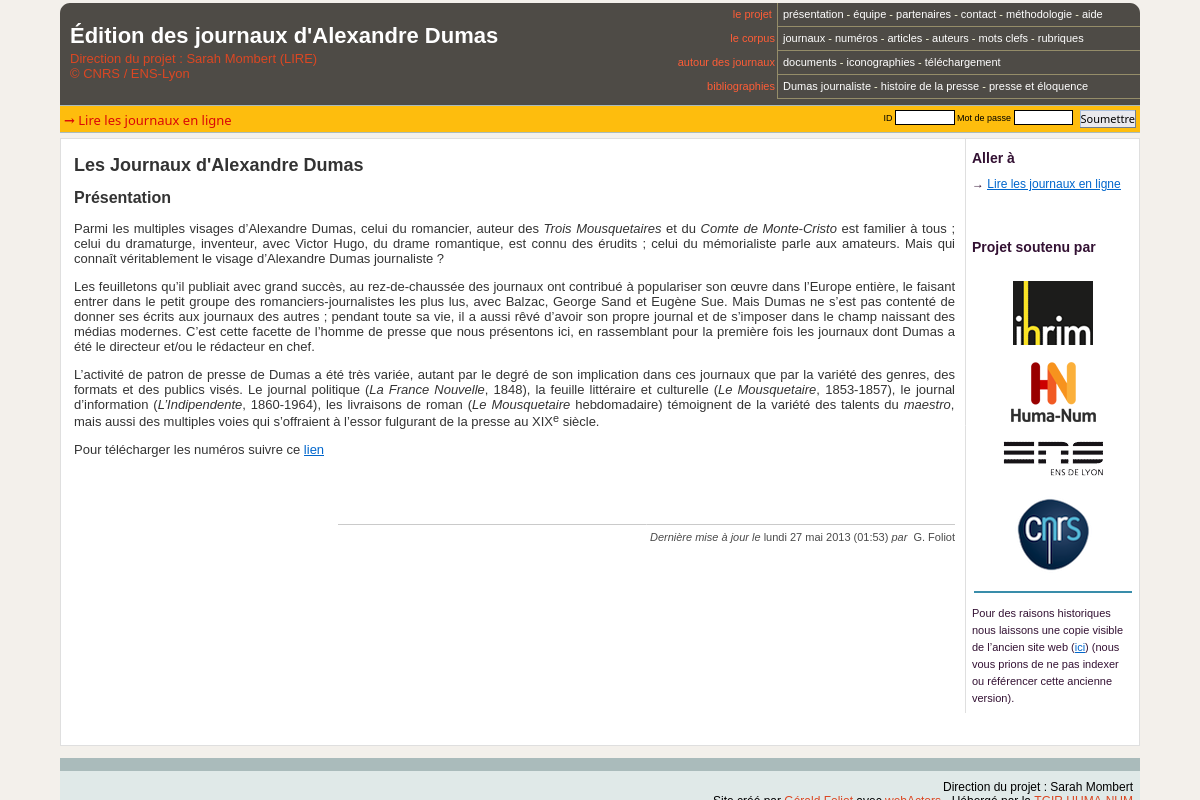 Édition des journaux d'Alexandre Dumas
Direction du projet : Sarah Mombert (LIRE)
© CNRS / ENS-Lyon
le projet présentation - équipe - partenaires - contact - méthodologie - aide
le corpus journaux - numéros - articles - auteurs - mots clefs - rubriques
autour des journaux documents - iconographies - téléchargement
bibliographies Dumas journaliste - histoire de la presse - presse et éloquence
→ Lire les journaux en ligne
ID Mot de passe Soumettre
Les Journaux d'Alexandre Dumas
Présentation
Parmi les multiples visages d’Alexandre Dumas, celui du romancier, auteur des Trois Mousquetaires et du Comte de Monte-Cristo est familier à tous ;
celui du dramaturge, inventeur, avec Victor Hugo, du drame romantique, est connu des érudits ; celui du mémorialiste parle aux amateurs. Mais qui
connaît véritablement le visage d’Alexandre Dumas journaliste ?
Les feuilletons qu’il publiait avec grand succès, au rez-de-chaussée des journaux ont contribué à populariser son œuvre dans l’Europe entière, le faisant
entrer dans le petit groupe des romanciers-journalistes les plus lus, avec Balzac, George Sand et Eugène Sue. Mais Dumas ne s’est pas contenté de
donner ses écrits aux journaux des autres ; pendant toute sa vie, il a aussi rêvé d’avoir son propre journal et de s’imposer dans le champ naissant des
médias modernes. C’est cette facette de l’homme de presse que nous présentons ici, en rassemblant pour la première fois les journaux dont Dumas a
été le directeur et/ou le rédacteur en chef.
L’activité de patron de presse de Dumas a été très variée, autant par le degré de son implication dans ces journaux que par la variété des genres, des
formats et des publics visés. Le journal politique (La France Nouvelle, 1848), la feuille littéraire et culturelle (Le Mousquetaire, 1853-1857), le journal
d’information (L’Indipendente, 1860-1964), les livraisons de roman (Le Mousquetaire hebdomadaire) témoignent de la variété des talents du maestro,
mais aussi des multiples voies qui s’offraient à l’essor fulgurant de la presse au XIXe siècle.
Pour télécharger les numéros suivre ce lien
Dernière mise à jour le lundi 27 mai 2013 (01:53) par G. Foliot
Aller à
→ Lire les journaux en ligne
Projet soutenu par
ihrim
HN
Huma-Num
ens
ENS DE LYON
cnrs
Pour des raisons historiques
nous laissons une copie visible
de l’ancien site web (ici) (nous
vous prions de ne pas indexer
ou référencer cette ancienne
version).
Direction du projet : Sarah Mombert
Site créé par Gérald Foliot avec webActors - Hébergé par la TGIR HUMA-NUM